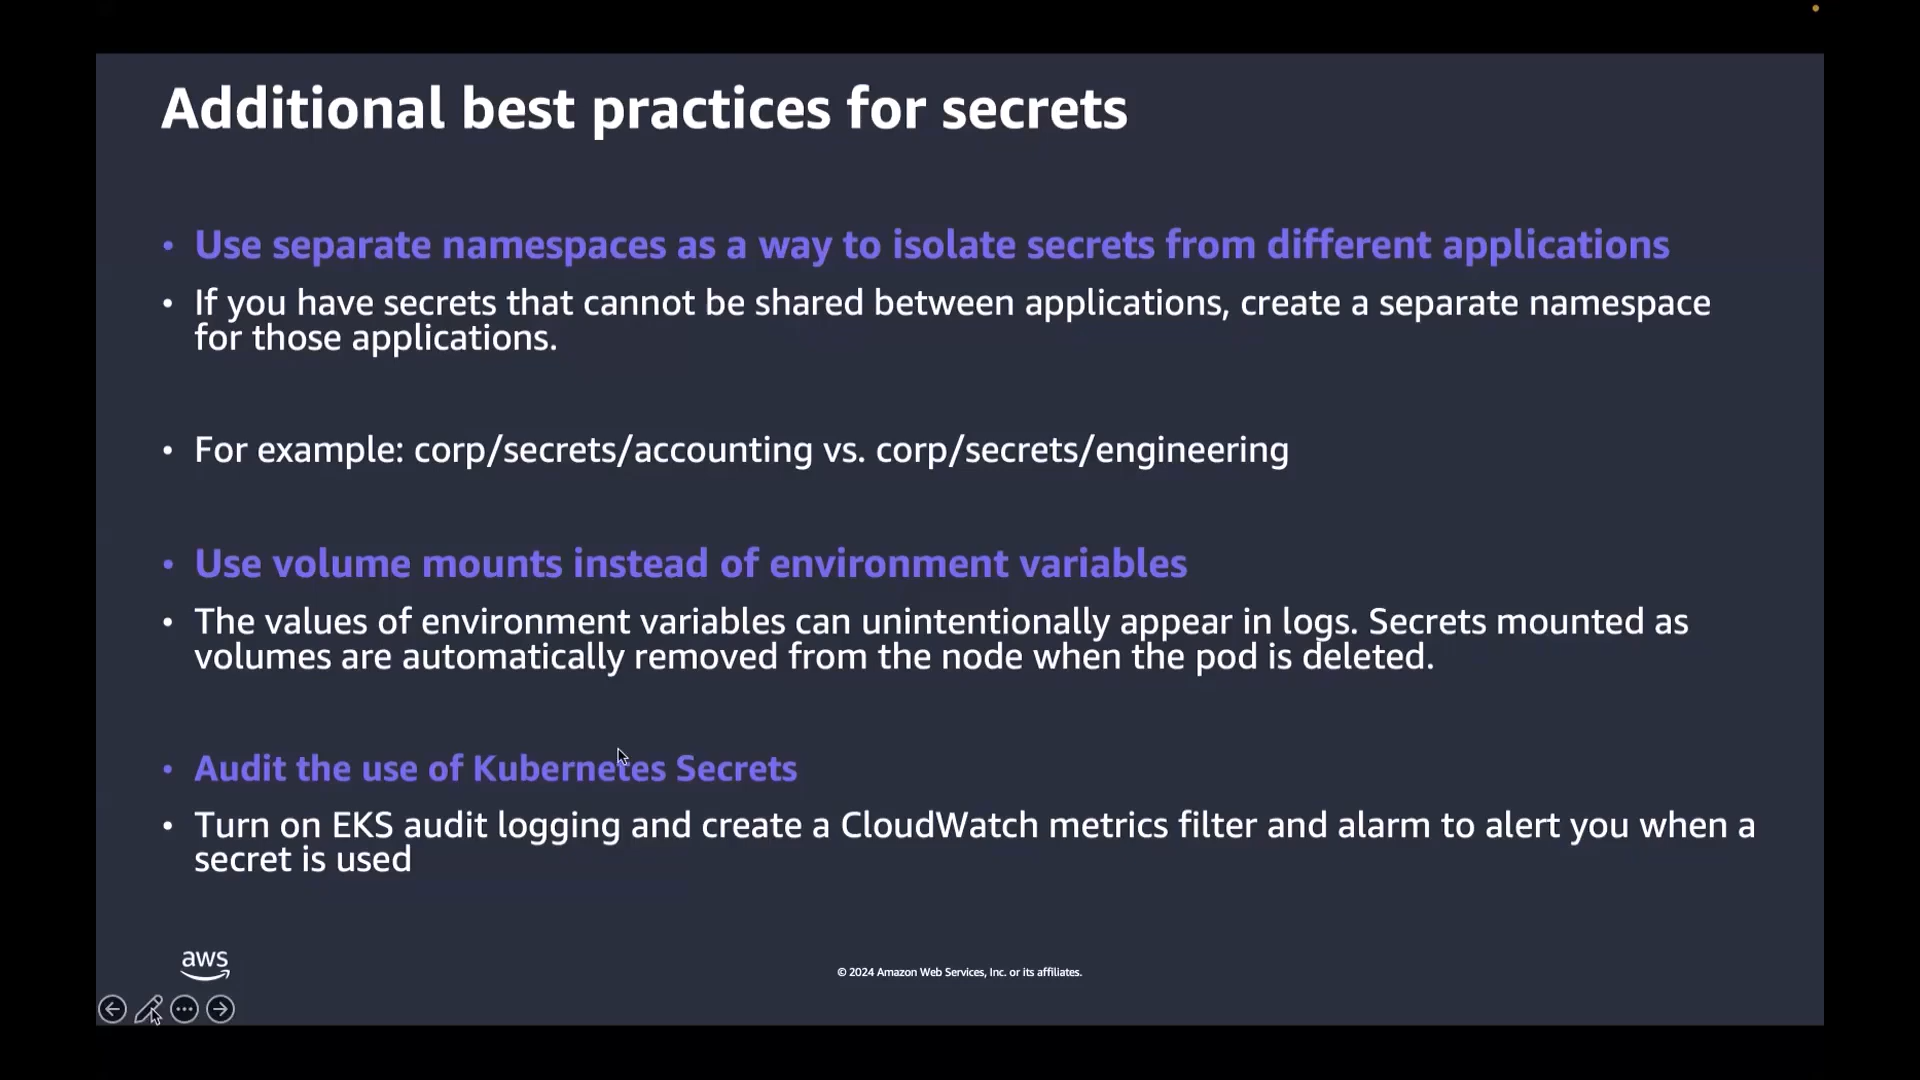 Additional best practices for secrets
• Use separate namespaces as a way to isolate secrets from different applications
• If you have secrets that cannot be shared between applications, create a separate namespace
for those applications.
• For example: corp/secrets/accounting vs. corp/secrets/engineering
• Use volume mounts instead of environment variables
• The values of environment variables can unintentionally appear in logs. Secrets mounted as
volumes are automatically removed from the node when the pod is deleted.
• Audit the use of Kubernetes Secrets
• Turn on EKS audit logging and create a CloudWatch metrics filter and alarm to alert you when a
secret is used
aws
© 2024 Amazon Web Services, Inc. or its affiliates.